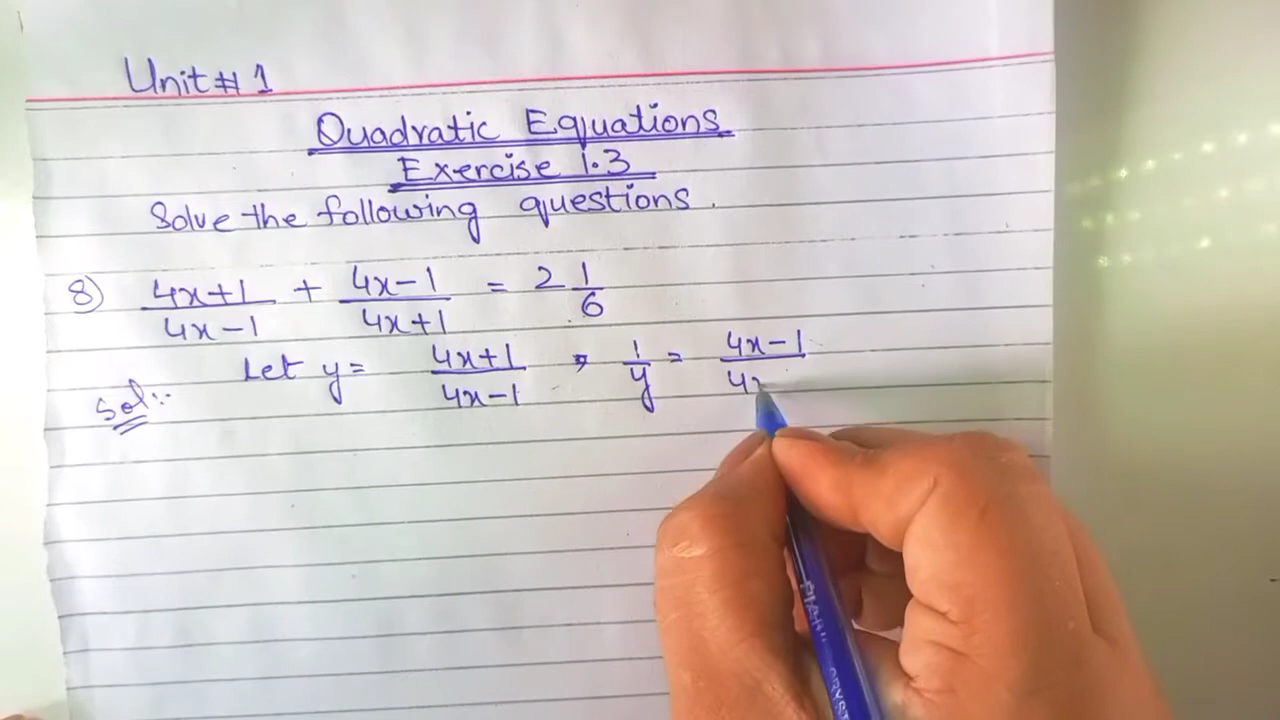 Unit # 1
Quadratic Equations
Exercise 1.3
Solve the following questions.
8) (4x+1)/(4x-1) + (4x-1)/(4x+1) = 2 1/6
Sol:- Let y = (4x+1)/(4x-1) , 1/y = (4x-1)/(4x